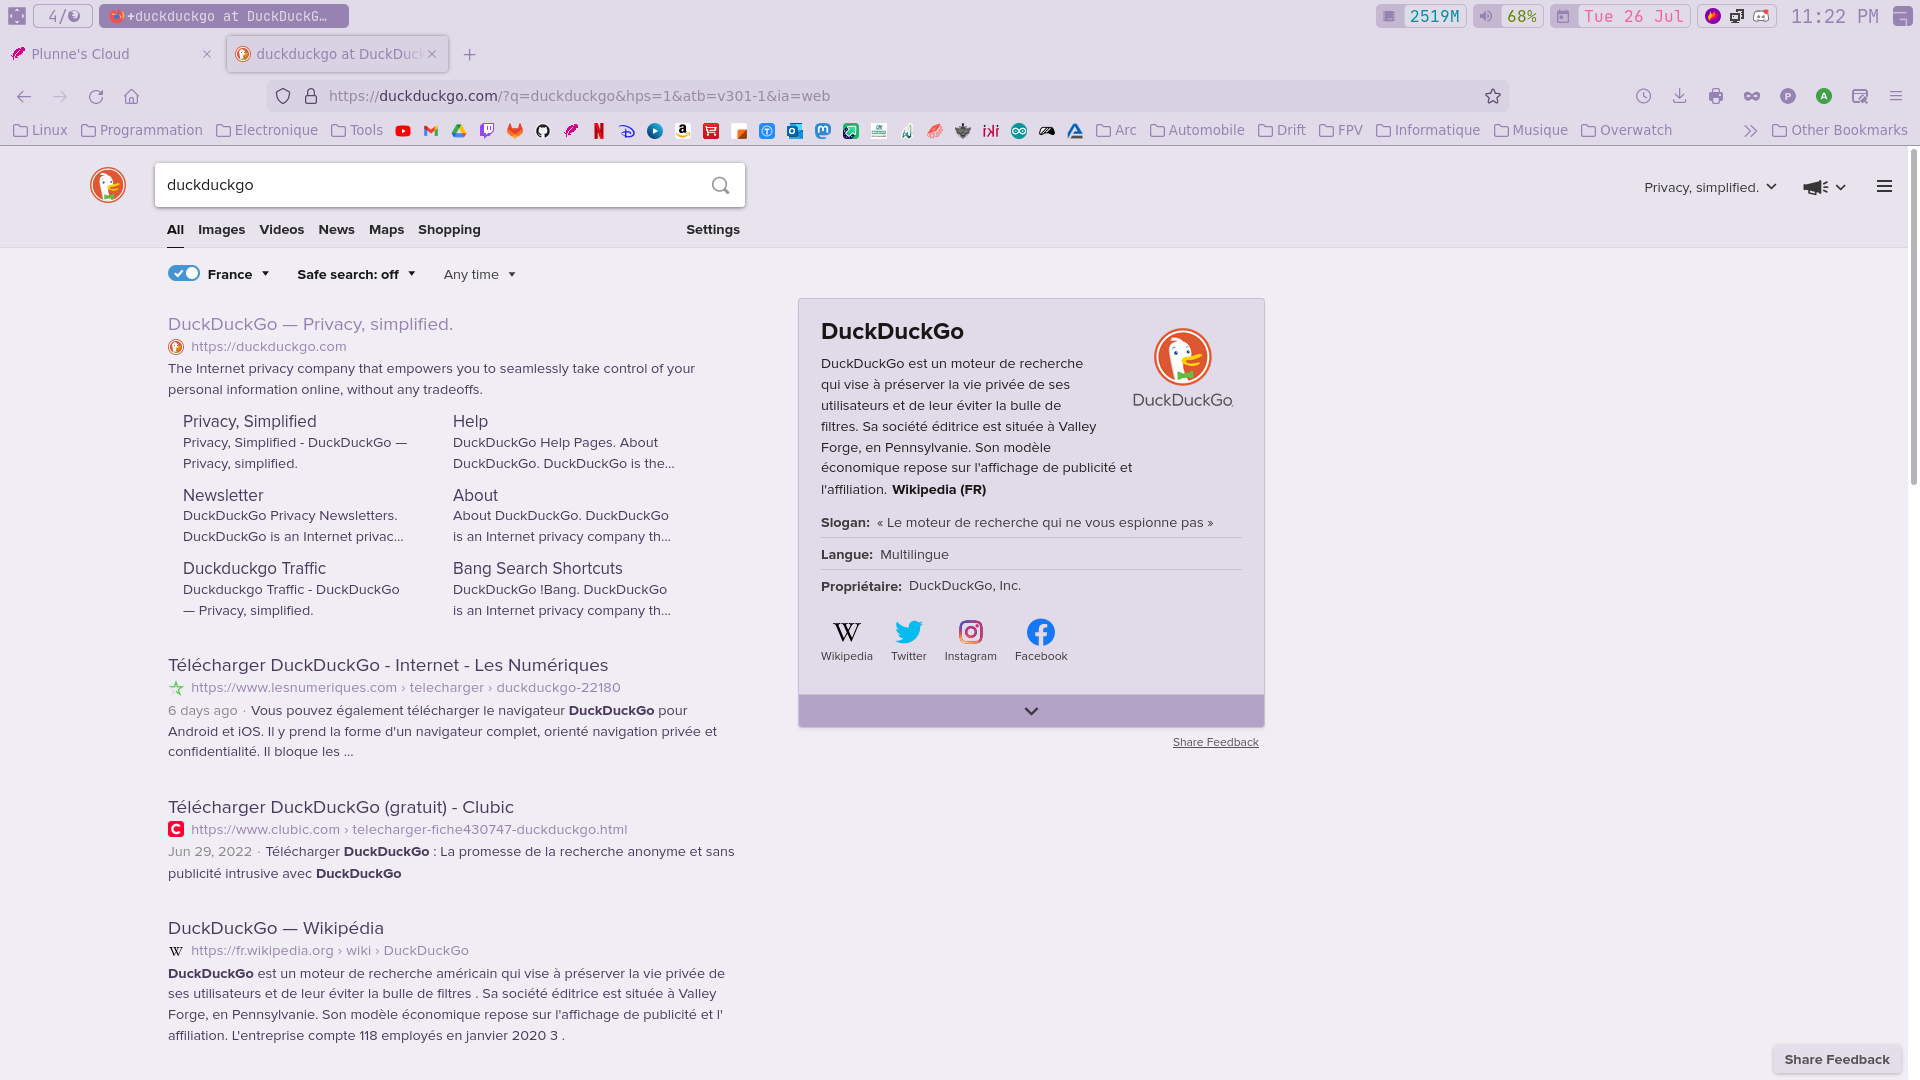 4/
+duckduckgo at DuckDuckG…
2519M
68%
Tue 26 Jul
11:22 PM
Plunne's Cloud
duckduckgo at DuckDuc
https://duckduckgo.com/?q=duckduckgo&hps=1&atb=v301-1&ia=web
Linux
Programmation
Electronique
Tools
Arc
Automobile
Drift
FPV
Informatique
Musique
Overwatch
Other Bookmarks
duckduckgo
Privacy, simplified.
All Images Videos News Maps Shopping Settings
France
Safe search: off
Any time
DuckDuckGo — Privacy, simplified.
https://duckduckgo.com
The Internet privacy company that empowers you to seamlessly take control of your
personal information online, without any tradeoffs.
Privacy, Simplified
Privacy, Simplified - DuckDuckGo —
Privacy, simplified.
Help
DuckDuckGo Help Pages. About
DuckDuckGo. DuckDuckGo is the...
Newsletter
DuckDuckGo Privacy Newsletters.
DuckDuckGo is an Internet privac...
About
About DuckDuckGo. DuckDuckGo
is an Internet privacy company th...
Duckduckgo Traffic
Duckduckgo Traffic - DuckDuckGo
— Privacy, simplified.
Bang Search Shortcuts
DuckDuckGo !Bang. DuckDuckGo
is an Internet privacy company th...
Télécharger DuckDuckGo - Internet - Les Numériques
https://www.lesnumeriques.com › telecharger › duckduckgo-22180
6 days ago · Vous pouvez également télécharger le navigateur DuckDuckGo pour
Android et iOS. Il y prend la forme d'un navigateur complet, orienté navigation privée et
confidentialité. Il bloque les ...
Télécharger DuckDuckGo (gratuit) - Clubic
https://www.clubic.com › telecharger-fiche430747-duckduckgo.html
Jun 29, 2022 · Télécharger DuckDuckGo : La promesse de la recherche anonyme et sans
publicité intrusive avec DuckDuckGo
DuckDuckGo — Wikipédia
https://fr.wikipedia.org › wiki › DuckDuckGo
DuckDuckGo est un moteur de recherche américain qui vise à préserver la vie privée de
ses utilisateurs et de leur éviter la bulle de filtres . Sa société éditrice est située à Valley
Forge, en Pennsylvanie. Son modèle économique repose sur l'affichage de publicité et l'
affiliation. L'entreprise compte 118 employés en janvier 2020 3 .
DuckDuckGo
DuckDuckGo est un moteur de recherche
qui vise à préserver la vie privée de ses
utilisateurs et de leur éviter la bulle de
filtres. Sa société éditrice est située à Valley
Forge, en Pennsylvanie. Son modèle
économique repose sur l'affichage de publicité et
l'affiliation. Wikipedia (FR)
DuckDuckGo.
Slogan: « Le moteur de recherche qui ne vous espionne pas »
Langue: Multilingue
Propriétaire: DuckDuckGo, Inc.
Wikipedia
Twitter
Instagram
Facebook
Share Feedback
Share Feedback